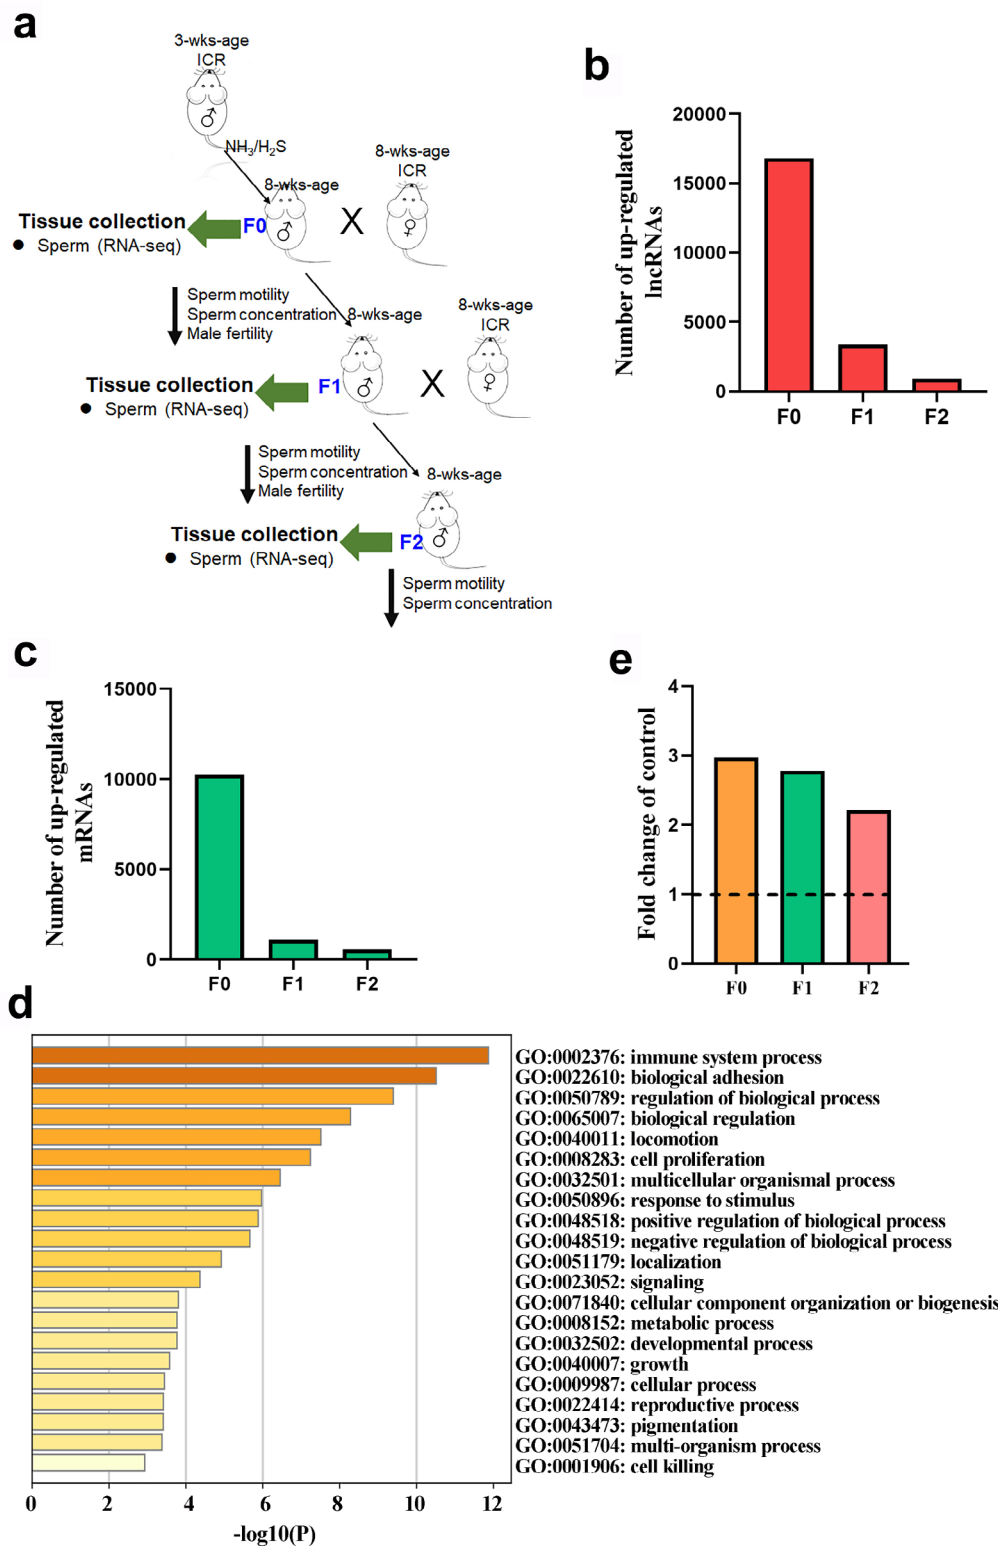 a
3-wks-age
ICR
♂
NH3/H2S
8-wks-age
8-wks-age
ICR
Tissue collection
F0
♂
X
♀
● Sperm (RNA-seq)
Sperm motility
Sperm concentration
Male fertility
8-wks-age
8-wks-age
ICR
Tissue collection
F1
♂
X
♀
● Sperm (RNA-seq)
Sperm motility
Sperm concentration
Male fertility
8-wks-age
Tissue collection
F2
♂
● Sperm (RNA-seq)
Sperm motility
Sperm concentration
b
Number of up-regulated
lncRNAs
20000
15000
10000
5000
0
F0 F1 F2
c
Number of up-regulated
mRNAs
15000
10000
5000
0
F0 F1 F2
e
Fold change of control
4
3
2
1
0
F0 F1 F2
d
GO:0002376: immune system process
GO:0022610: biological adhesion
GO:0050789: regulation of biological process
GO:0065007: biological regulation
GO:0040011: locomotion
GO:0008283: cell proliferation
GO:0032501: multicellular organismal process
GO:0050896: response to stimulus
GO:0048518: positive regulation of biological process
GO:0048519: negative regulation of biological process
GO:0051179: localization
GO:0023052: signaling
GO:0071840: cellular component organization or biogenesis
GO:0008152: metabolic process
GO:0032502: developmental process
GO:0040007: growth
GO:0009987: cellular process
GO:0022414: reproductive process
GO:0043473: pigmentation
GO:0051704: multi-organism process
GO:0001906: cell killing
0 2 4 6 8 10 12
-log10(P)